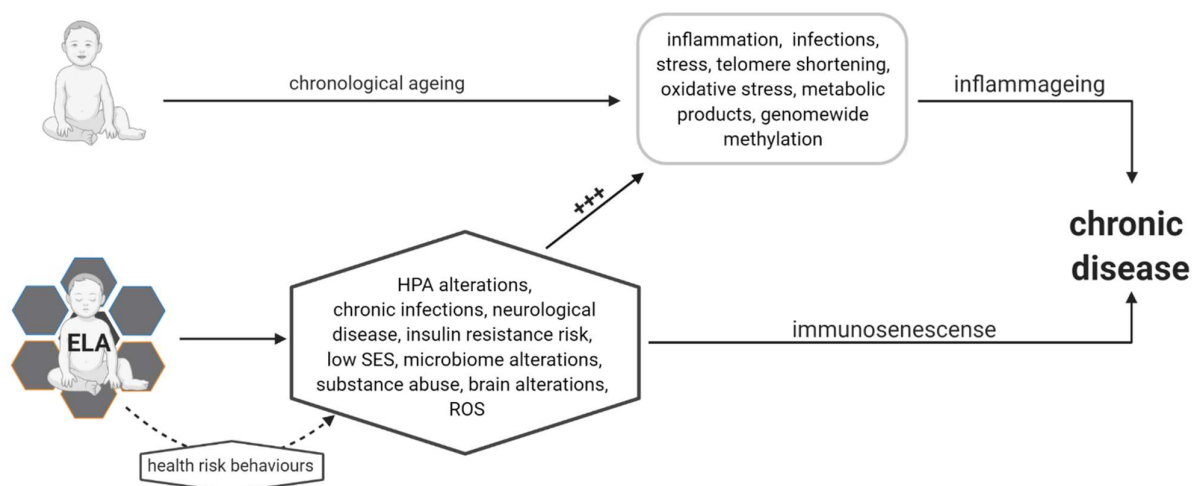 chronological ageing
inflammation, infections,
stress, telomere shortening,
oxidative stress, metabolic
products, genomewide
methylation
inflammageing
+++
chronic
disease
ELA
HPA alterations,
chronic infections, neurological
disease, insulin resistance risk,
low SES, microbiome alterations,
substance abuse, brain alterations,
ROS
immunosenescense
health risk behaviours